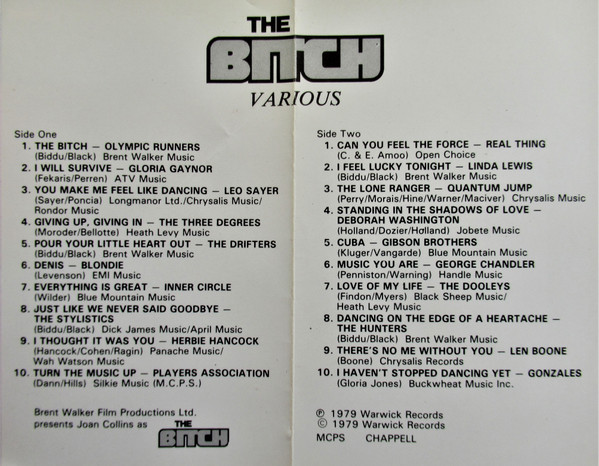 THE
BITCH
VARIOUS
Side One
1. THE BITCH — OLYMPIC RUNNERS
(Biddu/Black) Brent Walker Music
2. I WILL SURVIVE — GLORIA GAYNOR
(Fekaris/Perren) ATV Music
3. YOU MAKE ME FEEL LIKE DANCING — LEO SAYER
(Sayer/Poncia) Longmanor Ltd./Chrysalis Music/
Rondor Music
4. GIVING UP, GIVING IN — THE THREE DEGREES
(Moroder/Bellotte) Heath Levy Music
5. POUR YOUR LITTLE HEART OUT — THE DRIFTERS
(Biddu/Black) Brent Walker Music
6. DENIS — BLONDIE
(Levenson) EMI Music
7. EVERYTHING IS GREAT — INNER CIRCLE
(Wilder) Blue Mountain Music
8. JUST LIKE WE NEVER SAID GOODBYE —
THE STYLISTICS
(Biddu/Black) Dick James Music/April Music
9. I THOUGHT IT WAS YOU — HERBIE HANCOCK
(Hancock/Cohen/Ragin) Panache Music/
Wah Watson Music
10. TURN THE MUSIC UP — PLAYERS ASSOCIATION
(Dann/Hills) Silkie Music (M.C.P.S.)
Brent Walker Film Productions Ltd.
presents Joan Collins as THE BITCH
Side Two
1. CAN YOU FEEL THE FORCE — REAL THING
(C. & E. Amoo) Open Choice
2. I FEEL LUCKY TONIGHT — LINDA LEWIS
(Biddu/Black) Brent Walker Music
3. THE LONE RANGER — QUANTUM JUMP
(Perry/Morais/Hine/Warner/Maciver) Chrysalis Music
4. STANDING IN THE SHADOWS OF LOVE —
DEBORAH WASHINGTON
(Holland/Dozier/Holland) Jobete Music
5. CUBA — GIBSON BROTHERS
(Kluger/Vangarde) Blue Mountain Music
6. MUSIC YOU ARE — GEORGE CHANDLER
(Penniston/Warning) Handle Music
7. LOVE OF MY LIFE — THE DOOLEYS
(Findon/Myers) Black Sheep Music/
Heath Levy Music
8. DANCING ON THE EDGE OF A HEARTACHE —
THE HUNTERS
(Biddu/Black) Brent Walker Music
9. THERE'S NO ME WITHOUT YOU — LEN BOONE
(Boone) Chrysalis Records
10. I HAVEN'T STOPPED DANCING YET — GONZALES
(Gloria Jones) Buckwheat Music Inc.
℗ 1979 Warwick Records
© 1979 Warwick Records
MCPS CHAPPELL